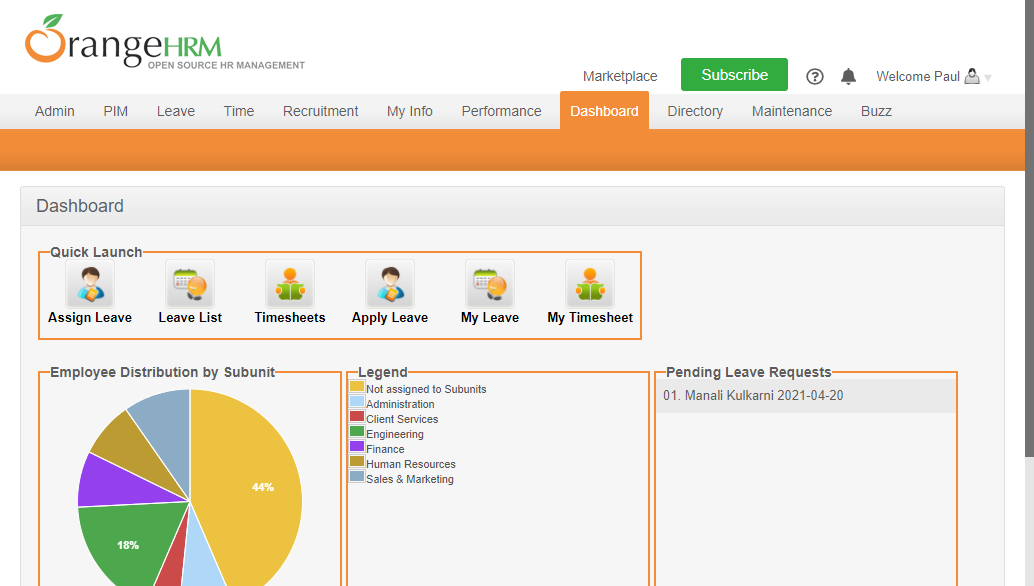 OrangeHRM
OPEN SOURCE HR MANAGEMENT
Marketplace Subscribe ? Welcome Paul
Admin PIM Leave Time Recruitment My Info Performance Dashboard Directory Maintenance Buzz
Dashboard
Quick Launch
Assign Leave Leave List Timesheets Apply Leave My Leave My Timesheet
Employee Distribution by Subunit
44%
18%
Legend
Not assigned to Subunits
Administration
Client Services
Engineering
Finance
Human Resources
Sales & Marketing
Pending Leave Requests
01. Manali Kulkarni 2021-04-20